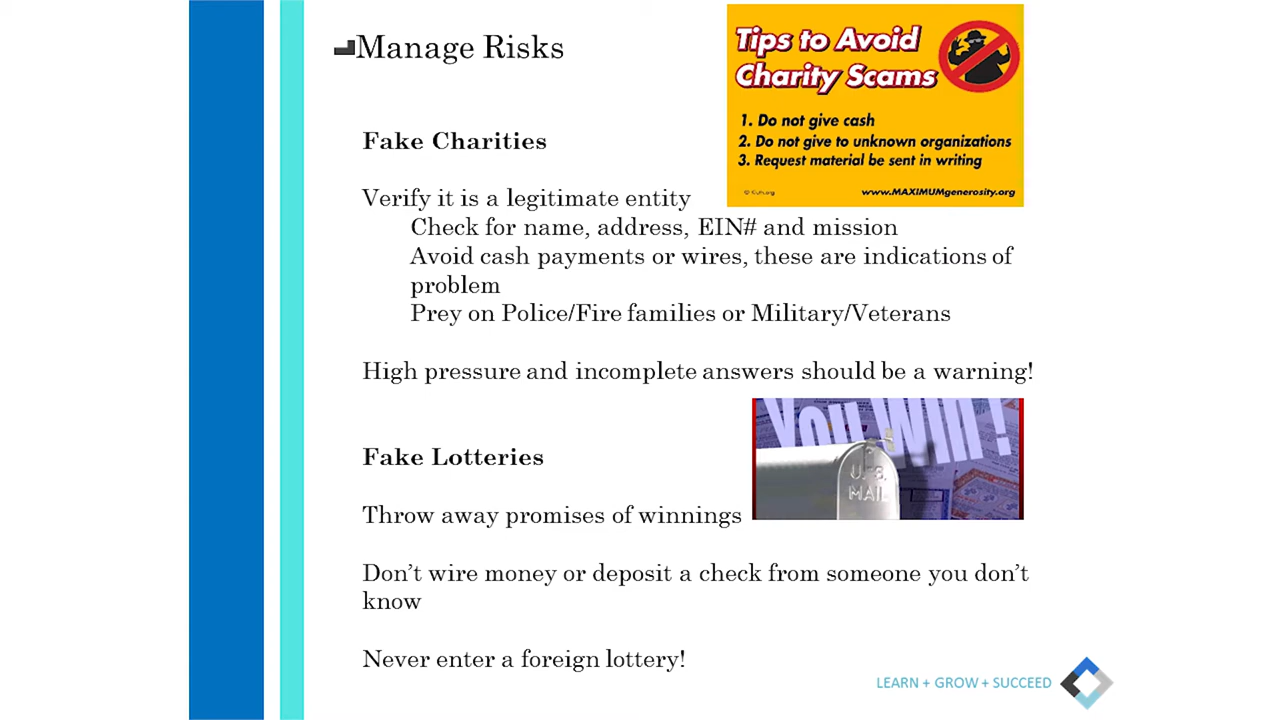 Manage Risks
Tips to Avoid
Charity Scams
1. Do not give cash
2. Do not give to unknown organizations
3. Request material be sent in writing
www.MAXIMUMgenerosity.org
Fake Charities
Verify it is a legitimate entity
Check for name, address, EIN# and mission
Avoid cash payments or wires, these are indications of
problem
Prey on Police/Fire families or Military/Veterans
High pressure and incomplete answers should be a warning!
You Win!
U.S.
MAIL
Fake Lotteries
Throw away promises of winnings
Don't wire money or deposit a check from someone you don't
know
Never enter a foreign lottery!
LEARN + GROW + SUCCEED